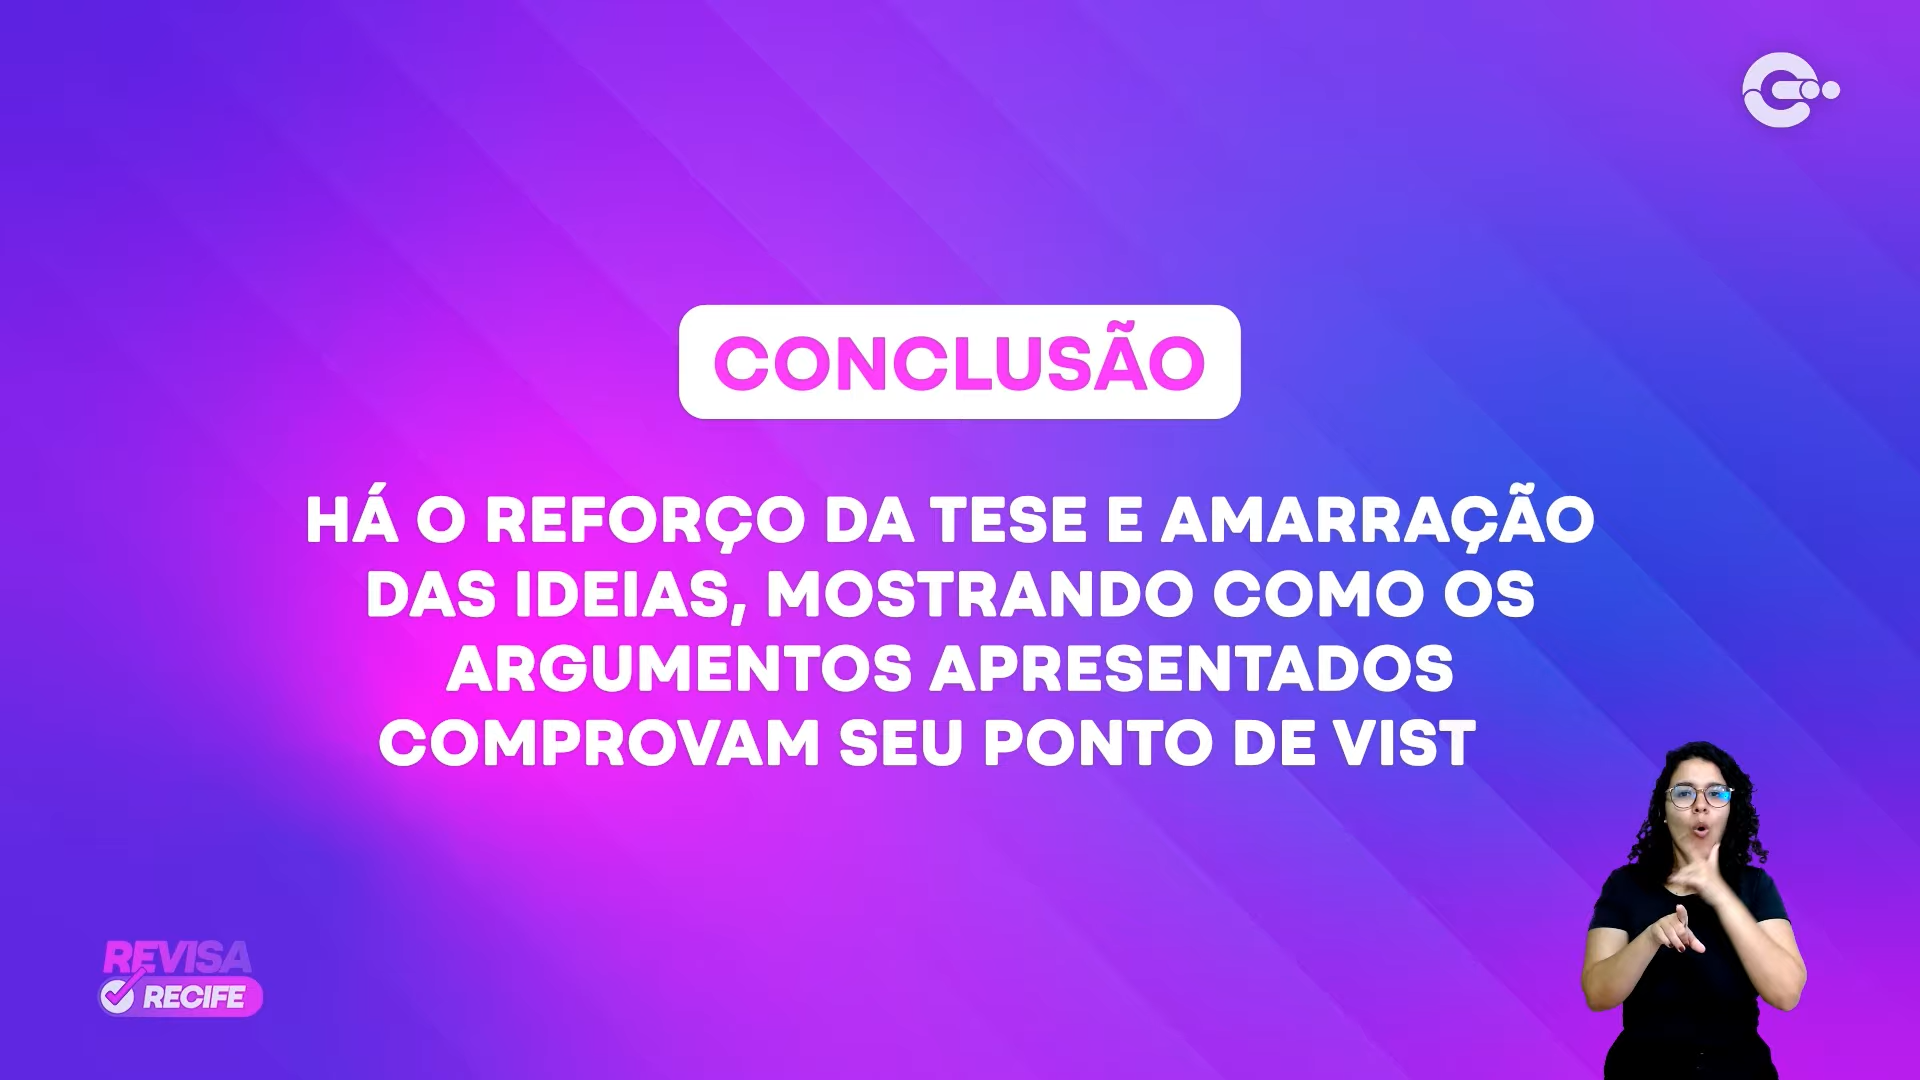 CONCLUSÃO
HÁ O REFORÇO DA TESE E AMARRAÇÃO
DAS IDEIAS, MOSTRANDO COMO OS
ARGUMENTOS APRESENTADOS
COMPROVAM SEU PONTO DE VIST
REVISA
RECIFE